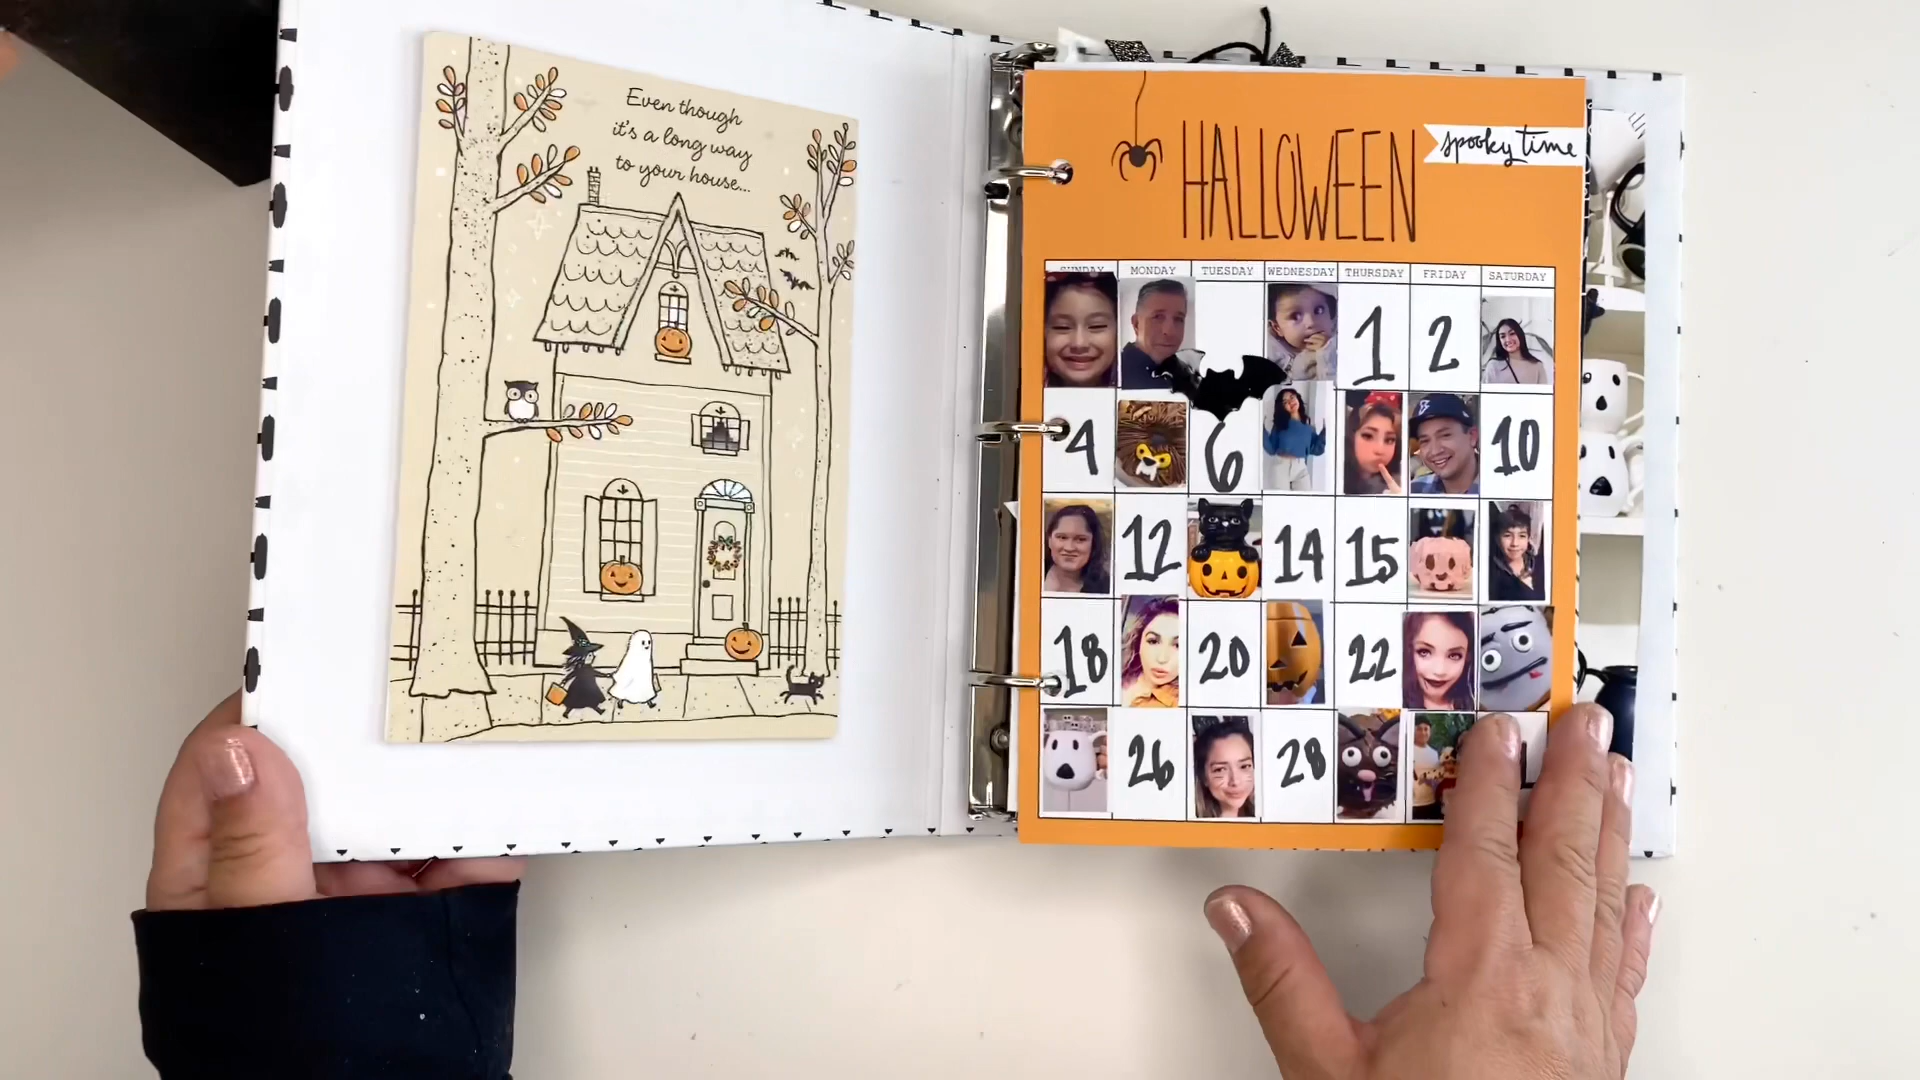 Even though
it's a long way
to your house...
HALLOWEEN
spooky time
SUNDAY MONDAY TUESDAY WEDNESDAY THURSDAY FRIDAY SATURDAY
1 2
4 6 10
12 14 15
18 20 22
26 28